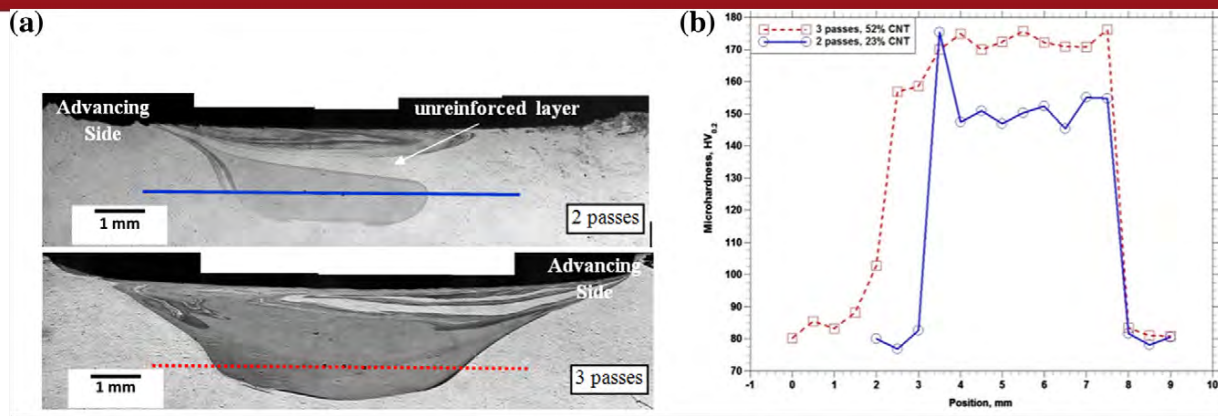 (a)
Advancing
Side
unreinforced layer
1 mm
2 passes
Advancing
Side
1 mm
3 passes
(b)
180
170
160
150
140
130
120
110
100
90
80
70
Microhardness, HV0.2
3 passes, 52% CNT
2 passes, 23% CNT
-1 0 1 2 3 4 5 6 7 8 9 10
Position, mm